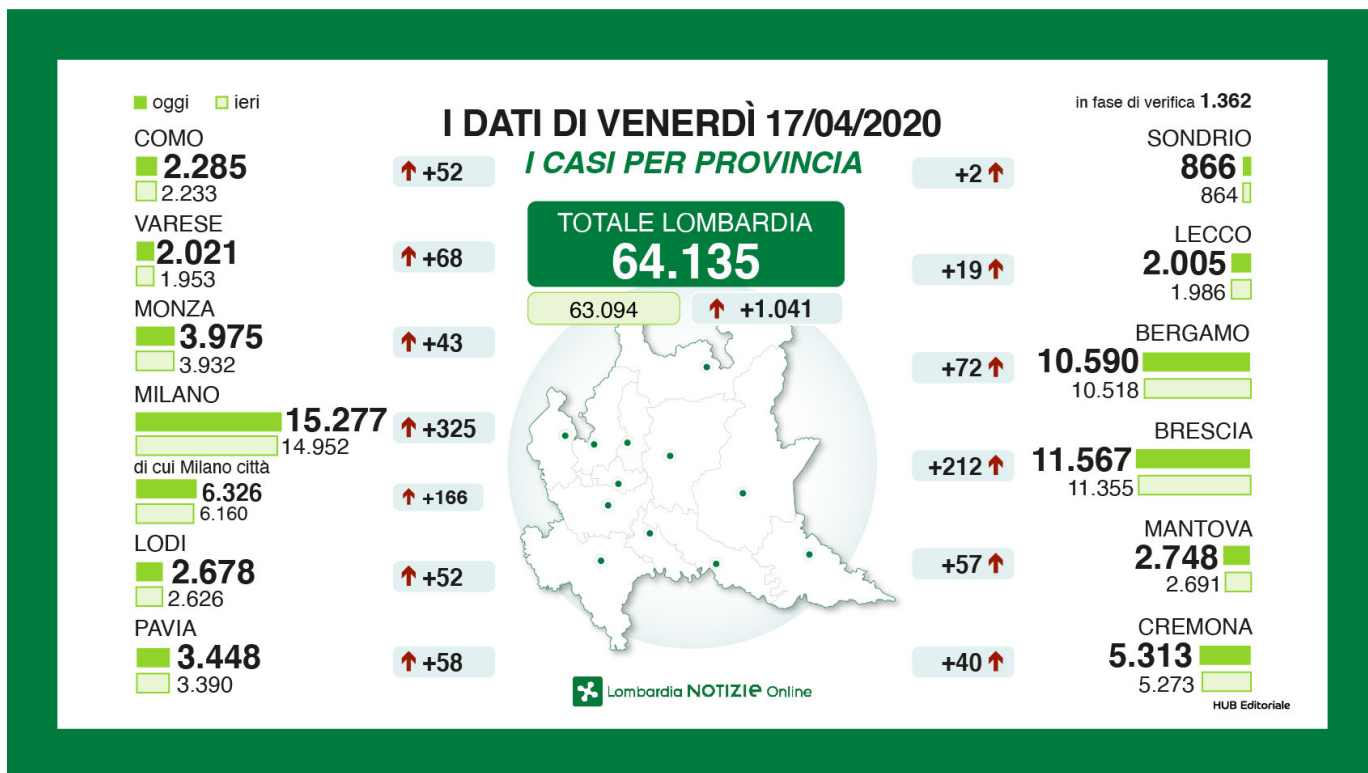 oggi ieri
in fase di verifica 1.362
I DATI DI VENERDÌ 17/04/2020
I CASI PER PROVINCIA
TOTALE LOMBARDIA
64.135
63.094
+1.041
COMO
2.285
2.233
+52
VARESE
2.021
1.953
+68
MONZA
3.975
3.932
+43
MILANO
15.277
14.952
+325
di cui Milano città
6.326
6.160
+166
LODI
2.678
2.626
+52
PAVIA
3.448
3.390
+58
SONDRIO
+2
866
864
LECCO
+19
2.005
1.986
BERGAMO
+72
10.590
10.518
BRESCIA
+212
11.567
11.355
MANTOVA
+57
2.748
2.691
CREMONA
+40
5.313
5.273
Lombardia NOTIZIe Online
HUB Editoriale